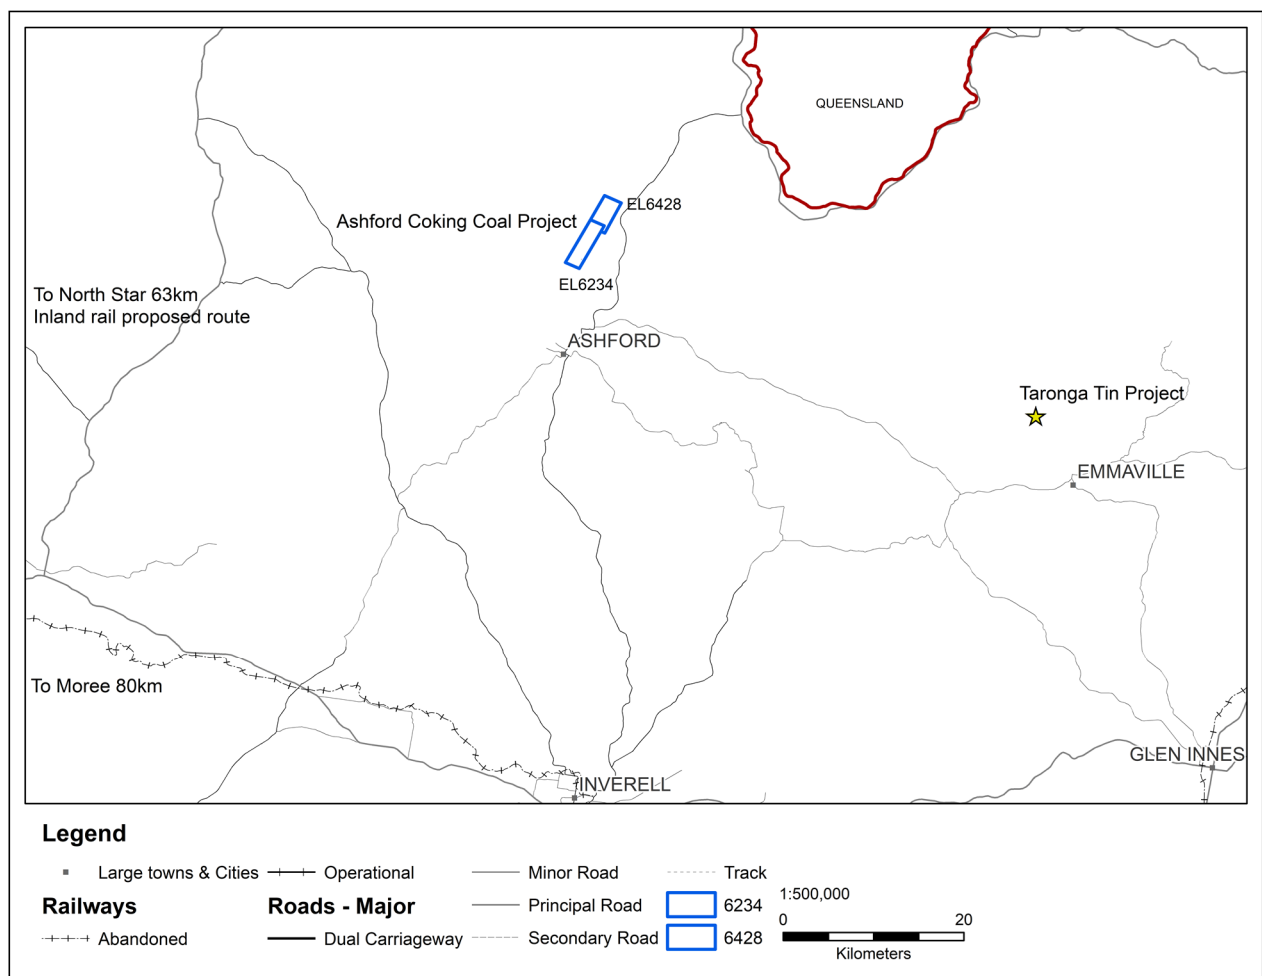 QUEENSLAND
EL6428
Ashford Coking Coal Project
EL6234
To North Star 63km
Inland rail proposed route
ASHFORD
Taronga Tin Project
EMMAVILLE
To Moree 80km
GLEN INNES
INVERELL
Legend
Large towns & Cities
Operational
Minor Road
Track
Railways
Roads - Major
Principal Road
6234
Abandoned
Dual Carriageway
Secondary Road
6428
1:500,000
0 20
Kilometers